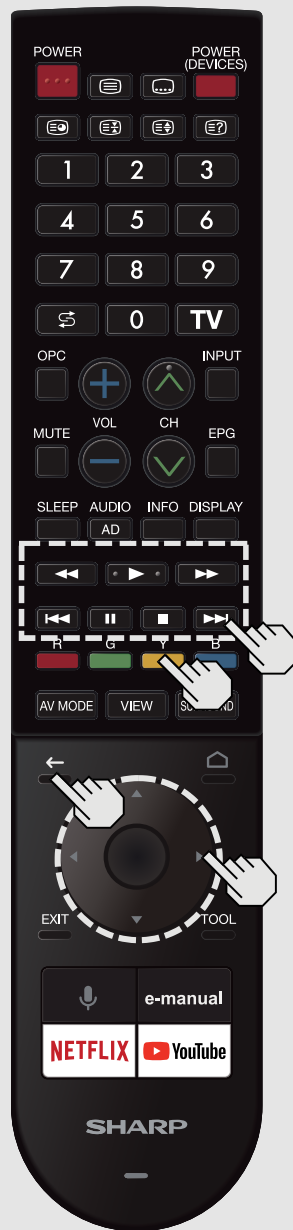 POWER
POWER
(DEVICES)
1 2 3
4 5 6
7 8 9
0 TV
OPC INPUT
MUTE VOL CH EPG
SLEEP AUDIO INFO DISPLAY
AD
R G Y B
AV MODE VIEW
EXIT TOOL
e-manual
NETFLIX YouTube
SHARP